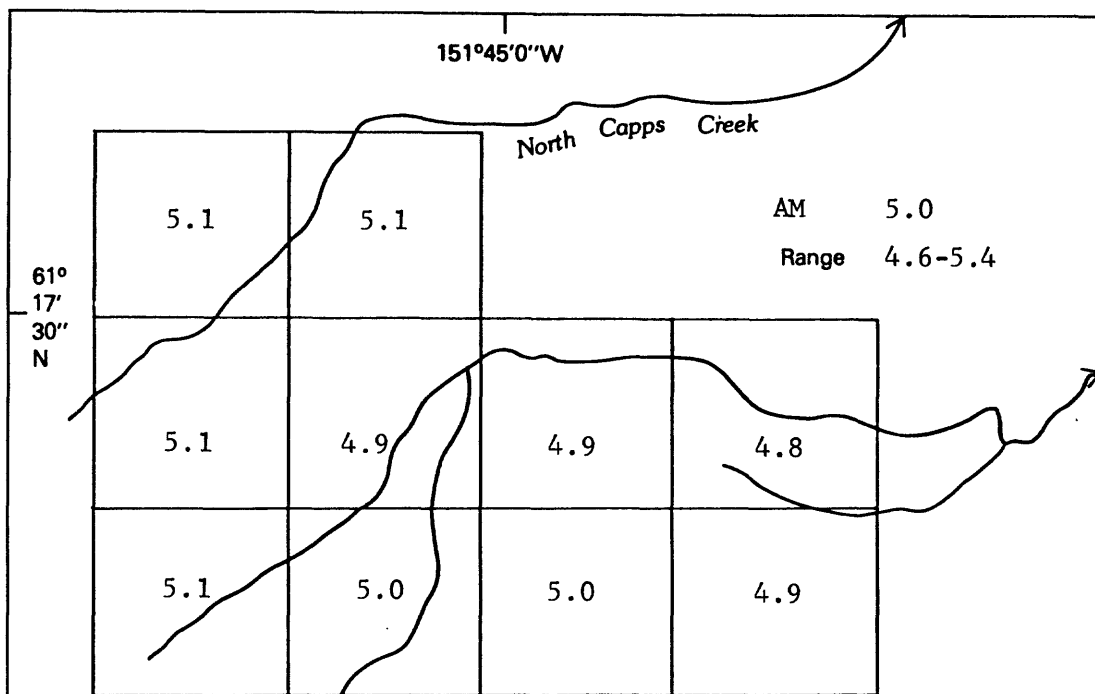 151°45'0"W
North Capps Creek
5.1 5.1
AM 5.0
Range 4.6-5.4
61°
17'
30"
N
5.1 4.9 4.9 4.8
5.1 5.0 5.0 4.9